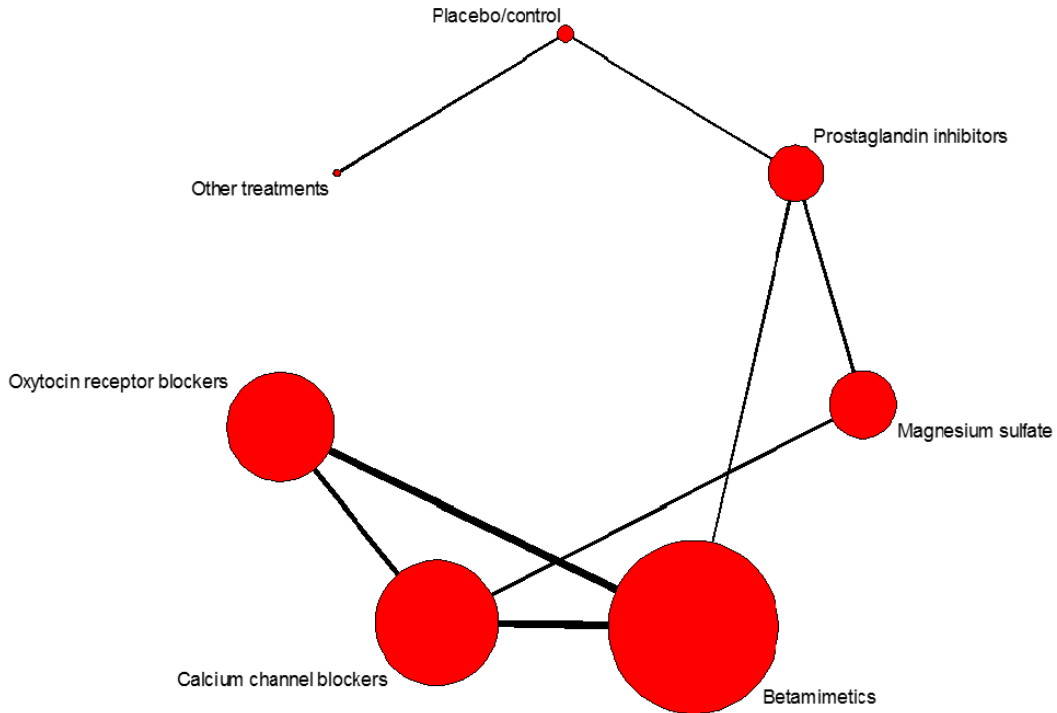 Placebo/control
Prostaglandin inhibitors
Other treatments
Oxytocin receptor blockers
Magnesium sulfate
Calcium channel blockers
Betamimetics